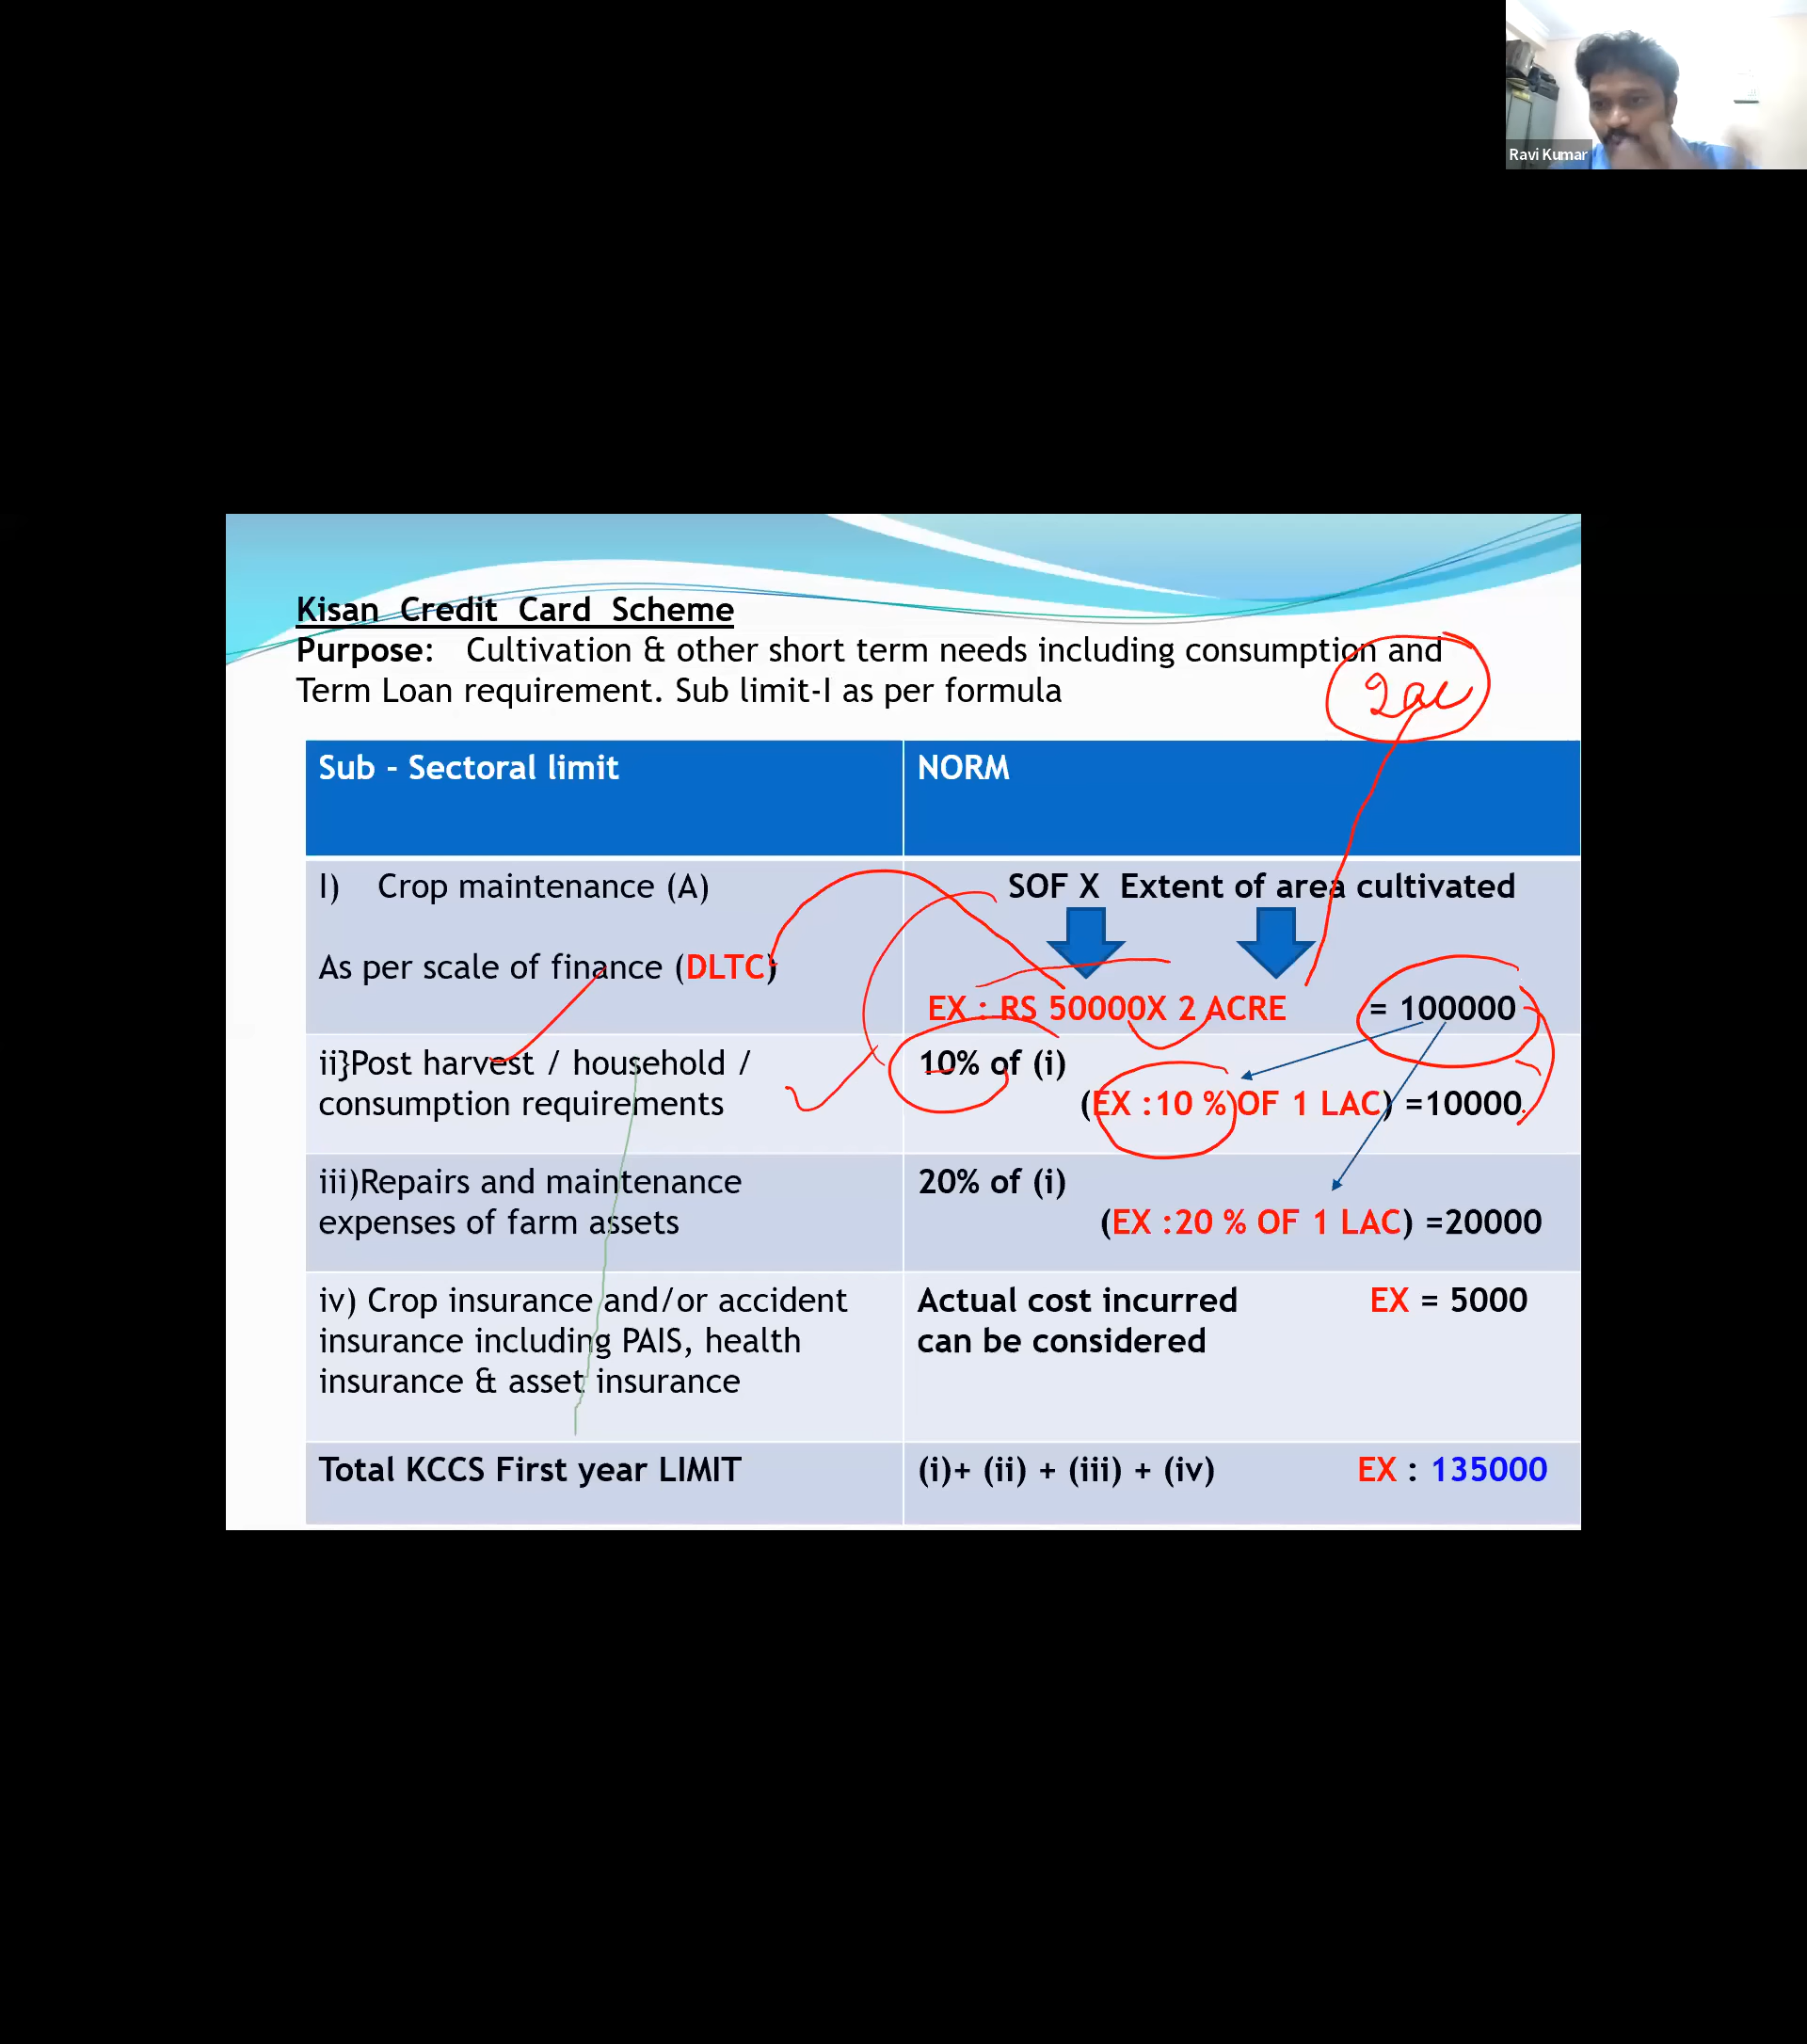 Ravi Kumar
Kisan Credit Card Scheme
Purpose: Cultivation & other short term needs including consumption and
Term Loan requirement. Sub limit-I as per formula
2ac
Sub - Sectoral limit
NORM
I) Crop maintenance (A)
As per scale of finance (DLTC)
SOF X Extent of area cultivated
EX : RS 50000X 2 ACRE = 100000
ii}Post harvest / household /
consumption requirements
10% of (i)
(EX :10 % OF 1 LAC) =10000
iii)Repairs and maintenance
expenses of farm assets
20% of (i)
(EX :20 % OF 1 LAC) =20000
iv) Crop insurance and/or accident
insurance including PAIS, health
insurance & asset insurance
Actual cost incurred EX = 5000
can be considered
Total KCCS First year LIMIT
(i)+ (ii) + (iii) + (iv) EX : 135000